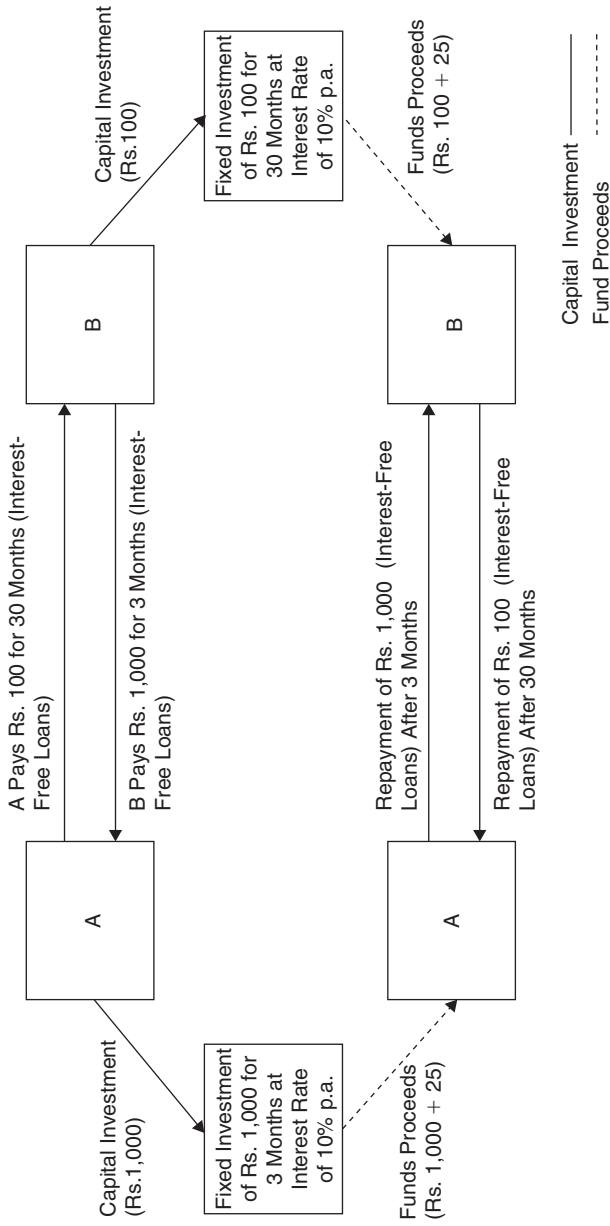 A Pays Rs. 100 for 30 Months (Interest-
Free Loans)
B Pays Rs. 1,000 for 3 Months (Interest-
Free Loans)
A
B
Capital Investment
(Rs.1,000)
Capital Investment
(Rs.100)
Fixed Investment
of Rs. 1,000 for
3 Months at
Interest Rate
of 10% p.a.
Fixed Investment
of Rs. 100 for
30 Months at
Interest Rate
of 10% p.a.
Funds Proceeds
(Rs. 1,000 + 25)
Funds Proceeds
(Rs. 100 + 25)
Repayment of Rs. 1,000 (Interest-Free
Loans) After 3 Months
Repayment of Rs. 100 (Interest-Free
Loans) After 30 Months
A
B
Capital Investment
Fund Proceeds